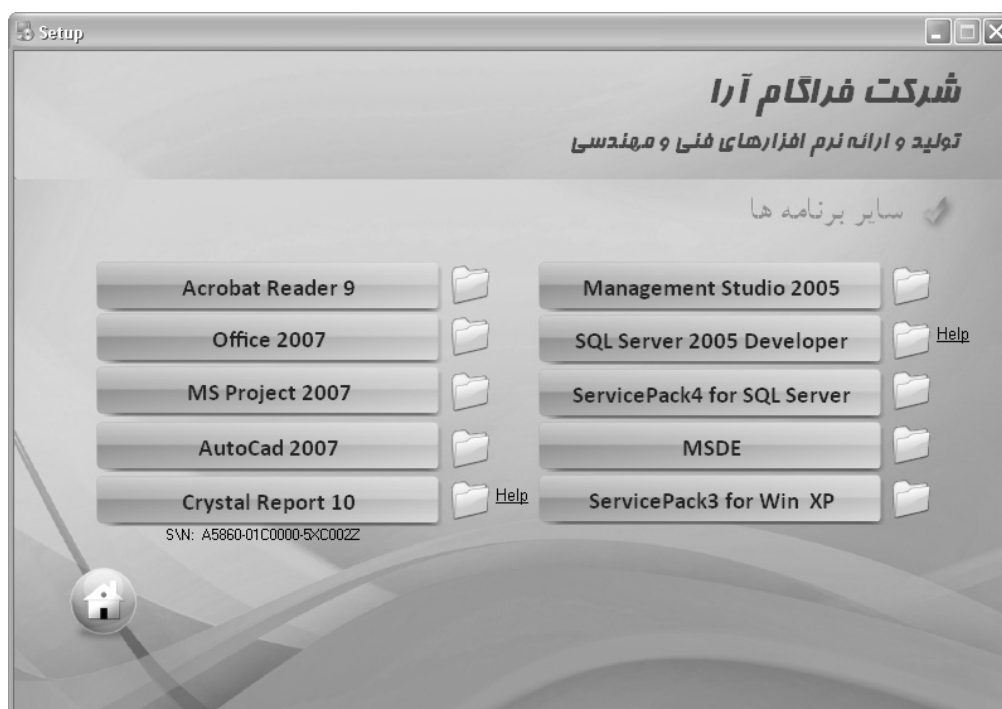 Setup
شرکت فراگام آرا
تولید و ارائه نرم افزارهای فنی و مهندسی
سایر برنامه ها
Acrobat Reader 9
Management Studio 2005
Office 2007
SQL Server 2005 Developer
Help
MS Project 2007
ServicePack4 for SQL Server
AutoCad 2007
MSDE
Crystal Report 10
Help
ServicePack3 for Win XP
S\N: A5860-01C0000-5XC002Z